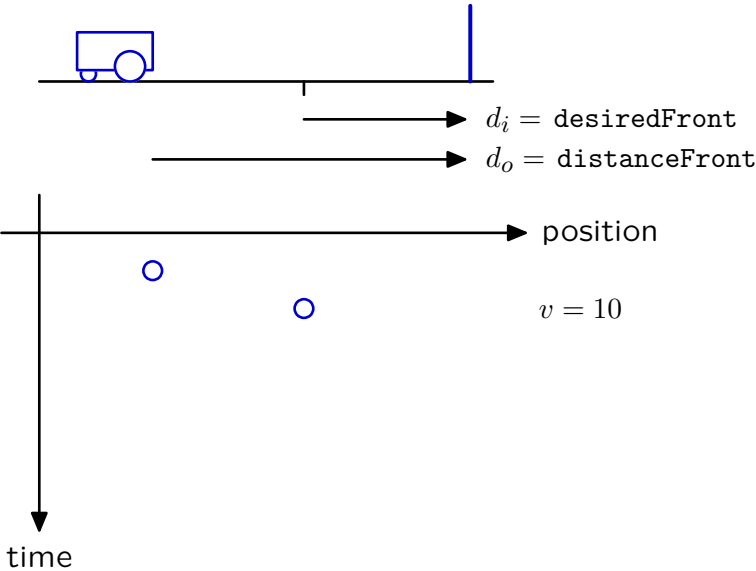 d_i = desiredFront
d_o = distanceFront
position
v = 10
time